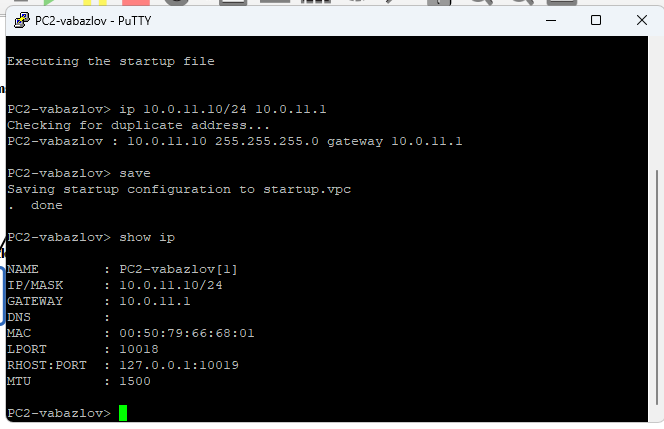 PC2-vabazlov - PuTTY
Executing the startup file
PC2-vabazlov> ip 10.0.11.10/24 10.0.11.1
Checking for duplicate address...
PC2-vabazlov : 10.0.11.10 255.255.255.0 gateway 10.0.11.1
PC2-vabazlov> save
Saving startup configuration to startup.vpc
.  done
PC2-vabazlov> show ip
NAME        : PC2-vabazlov[1]
IP/MASK     : 10.0.11.10/24
GATEWAY     : 10.0.11.1
DNS         :
MAC         : 00:50:79:66:68:01
LPORT       : 10018
RHOST:PORT  : 127.0.0.1:10019
MTU         : 1500
PC2-vabazlov>